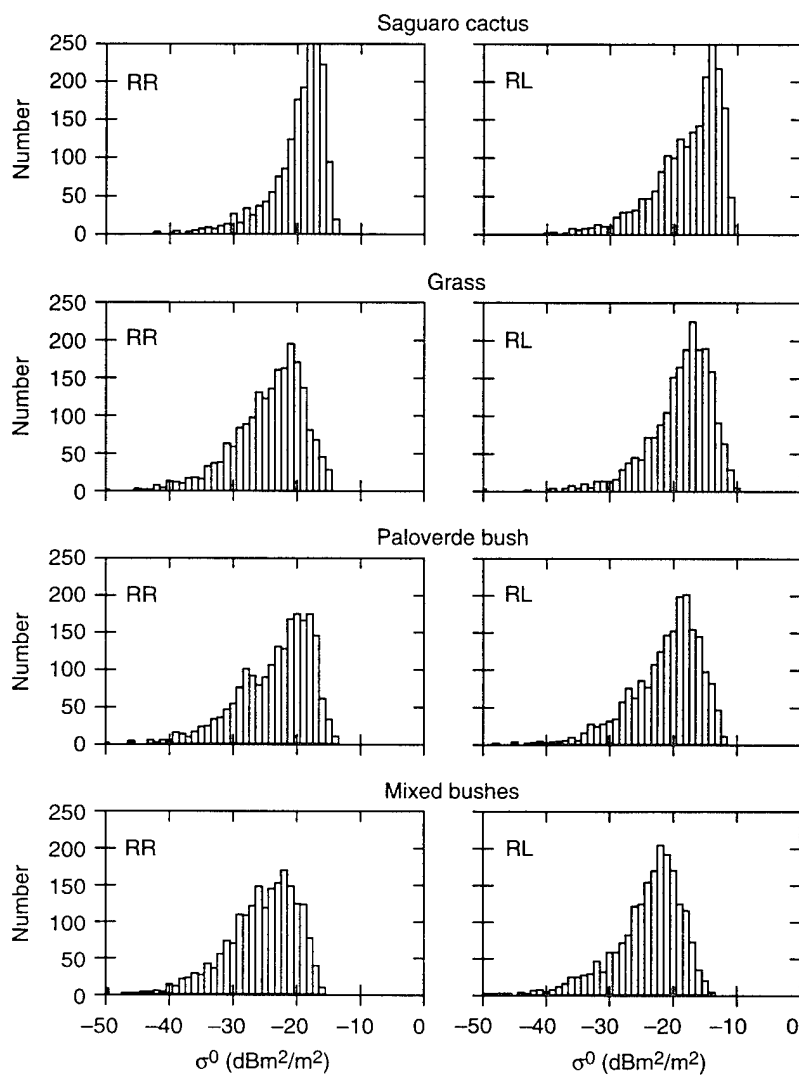 Saguaro cactus
250
200
150
100
50
0
Number
RR
RL
Grass
250
200
150
100
50
0
Number
RR
RL
Paloverde bush
250
200
150
100
50
0
Number
RR
RL
Mixed bushes
250
200
150
100
50
0
Number
RR
RL
–50 –40 –30 –20 –10 0
–50 –40 –30 –20 –10 0
σ⁰ (dBm²/m²)
σ⁰ (dBm²/m²)